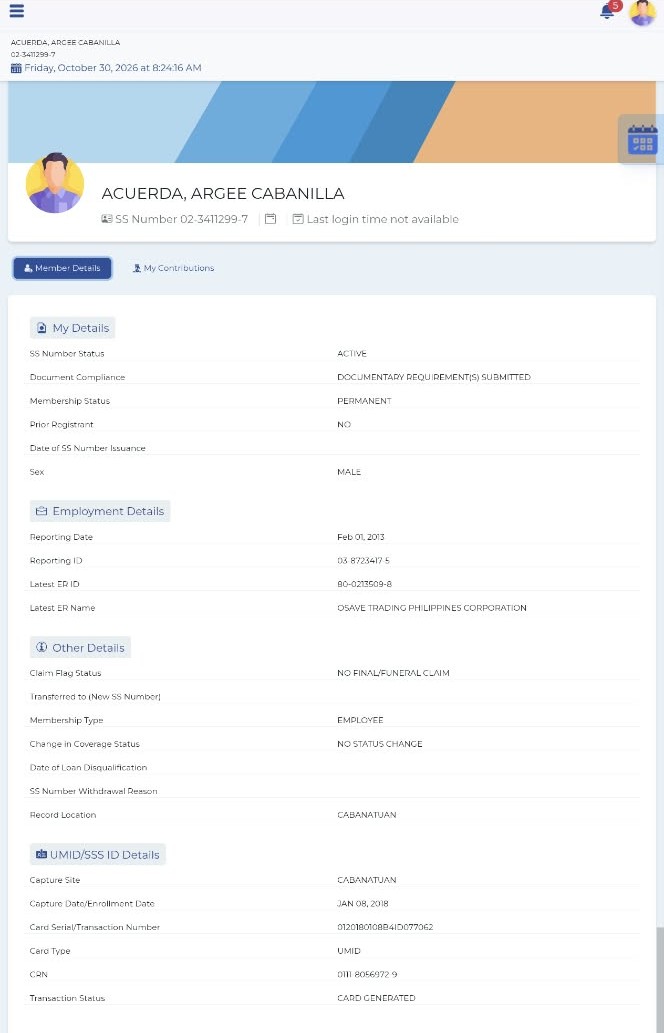 5
ACUERDA, ARGEE CABANILLA
02-3411299-7
Friday, October 30, 2026 at 8:24:16 AM
ACUERDA, ARGEE CABANILLA
SS Number 02-3411299-7 Last login time not available
Member Details My Contributions
My Details
SS Number Status ACTIVE
Document Compliance DOCUMENTARY REQUIREMENT(S) SUBMITTED
Membership Status PERMANENT
Prior Registrant NO
Date of SS Number Issuance
Sex MALE
Employment Details
Reporting Date Feb 01, 2013
Reporting ID 03-8723417-5
Latest ER ID 80-0213509-8
Latest ER Name OSAVE TRADING PHILIPPINES CORPORATION
Other Details
Claim Flag Status NO FINAL/FUNERAL CLAIM
Transferred to (New SS Number)
Membership Type EMPLOYEE
Change in Coverage Status NO STATUS CHANGE
Date of Loan Disqualification
SS Number Withdrawal Reason
Record Location CABANATUAN
UMID/SSS ID Details
Capture Site CABANATUAN
Capture Date/Enrollment Date JAN 08, 2018
Card Serial/Transaction Number 0120180108B41D077062
Card Type UMID
CRN 0111-8056972-9
Transaction Status CARD GENERATED